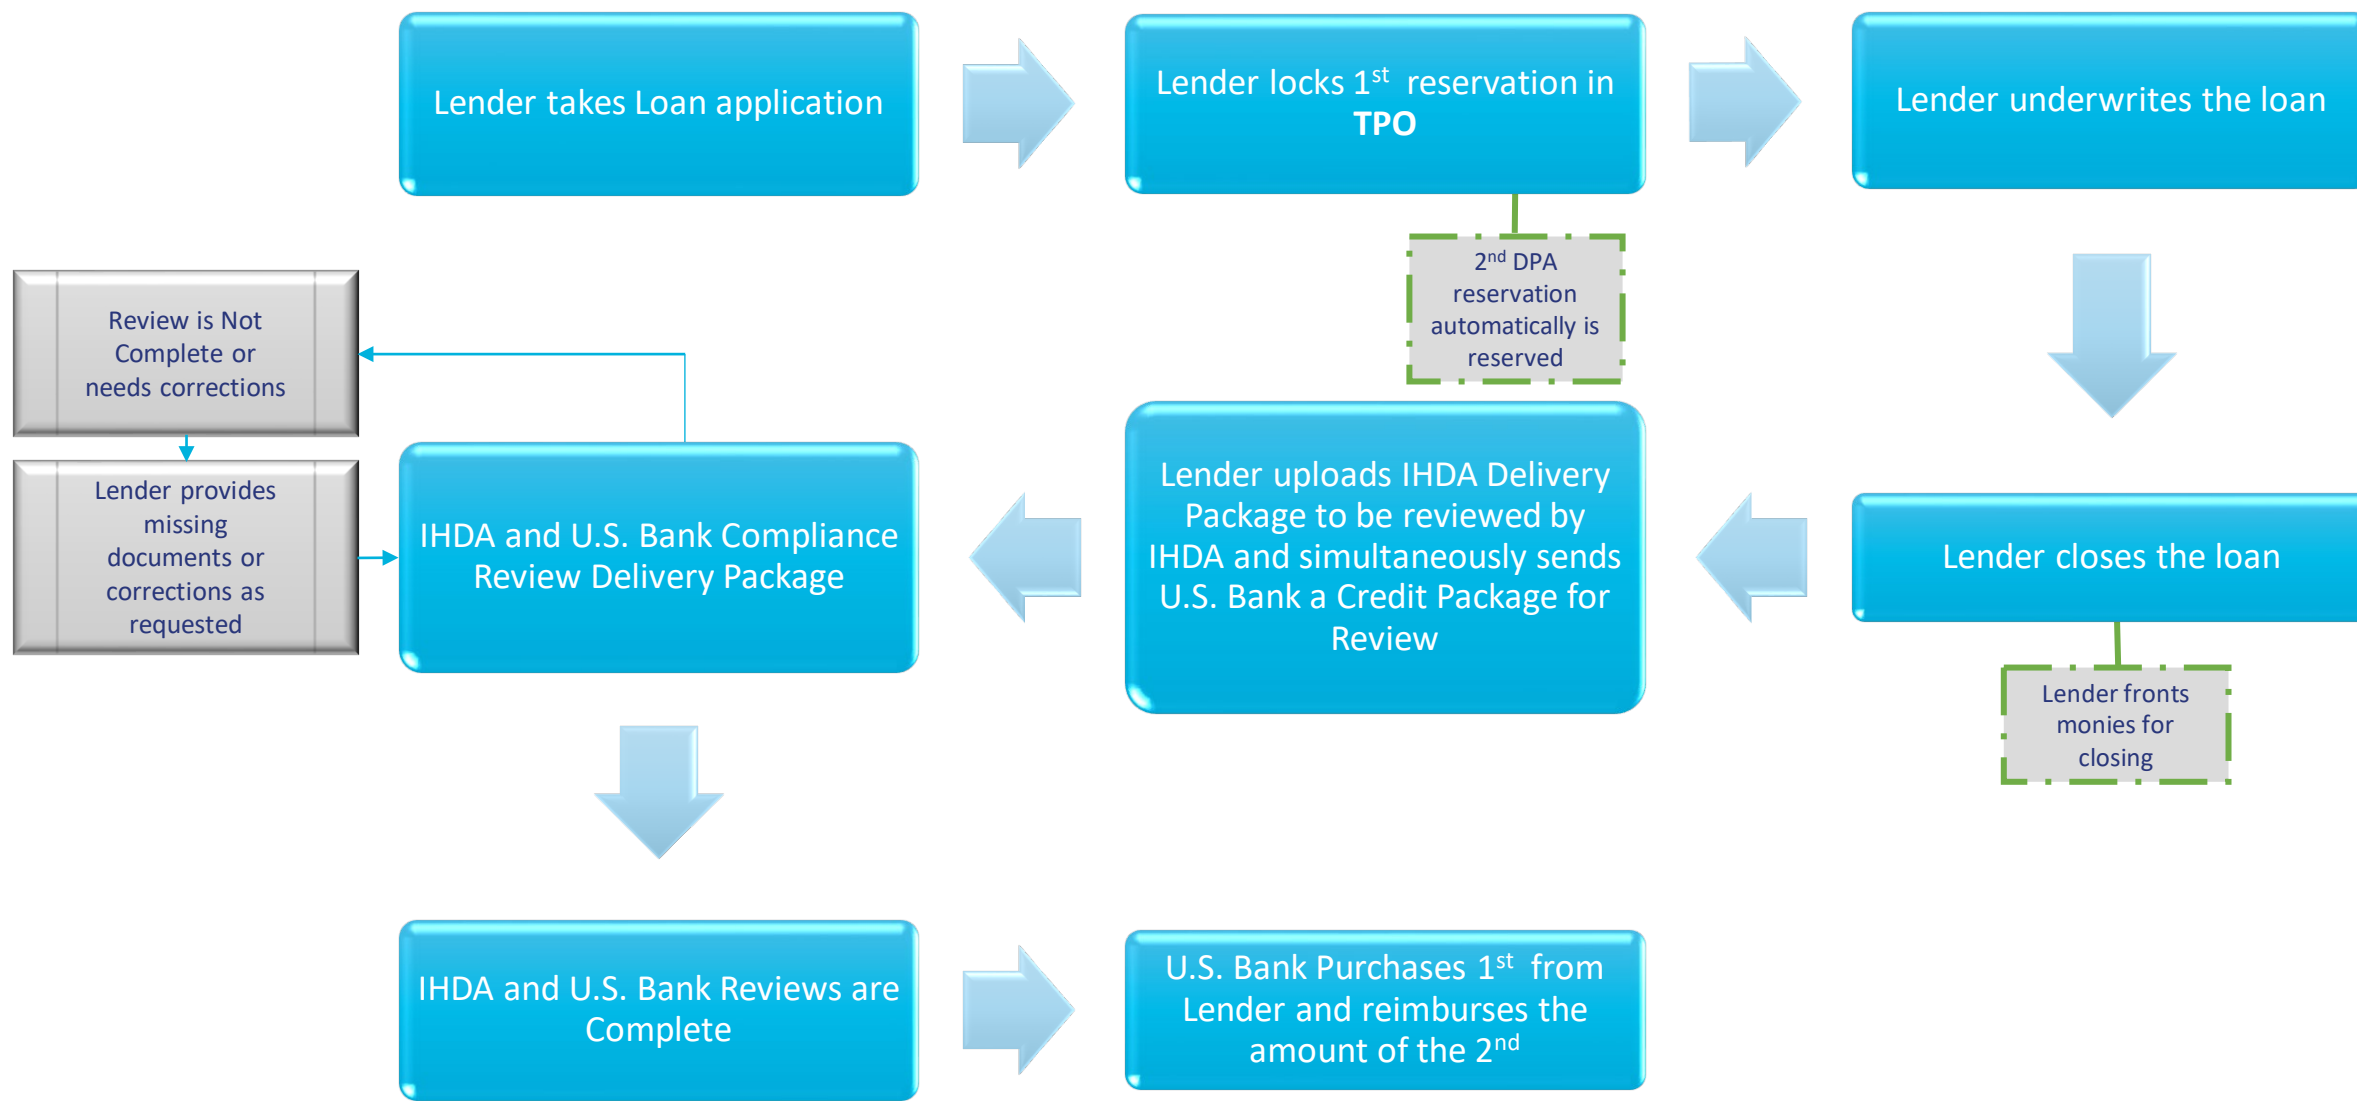 Lender takes Loan application
Lender locks 1st reservation in
TPO
Lender underwrites the loan
2nd DPA
reservation
automatically is
reserved
Review is Not
Complete or
needs corrections
Lender provides
missing
documents or
corrections as
requested
IHDA and U.S. Bank Compliance
Review Delivery Package
Lender uploads IHDA Delivery
Package to be reviewed by
IHDA and simultaneously sends
U.S. Bank a Credit Package for
Review
Lender closes the loan
Lender fronts
monies for
closing
IHDA and U.S. Bank Reviews are
Complete
U.S. Bank Purchases 1st from
Lender and reimburses the
amount of the 2nd